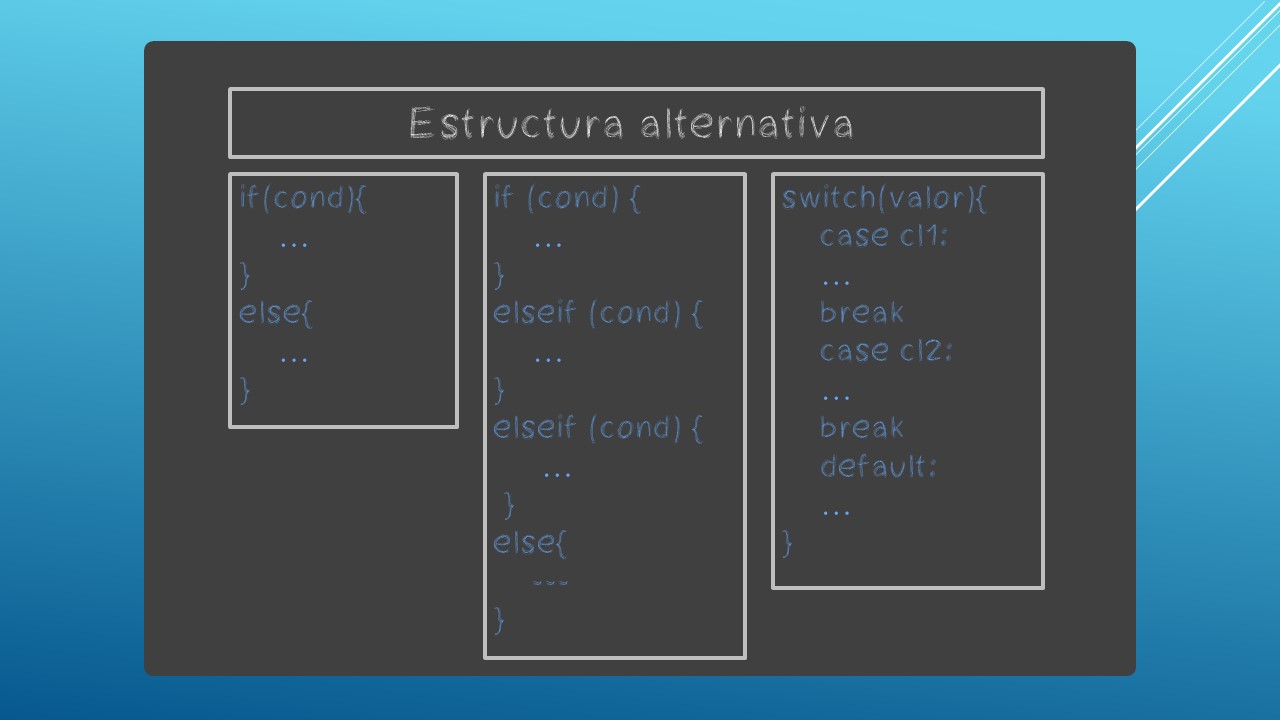 Estructura alternativa
if(cond){
...
}
else{
...
}
if (cond) {
...
}
elseif (cond) {
...
}
elseif (cond) {
...
}
else{
---
}
switch(valor){
case cl1:
...
break
case cl2:
...
break
default:
...
}